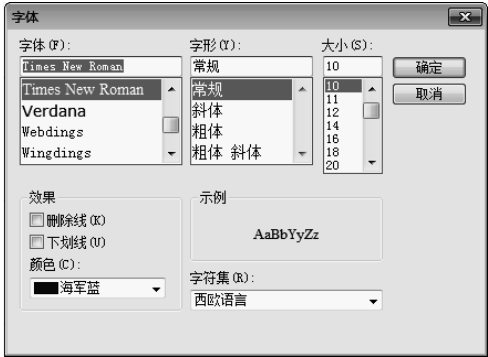 字体
字体(F):
字形(Y):
大小(S):
Times New Roman
常规
10
确定
取消
Times New Roman
Verdana
Webdings
Wingdings
常规
斜体
粗体
粗体 斜体
10
11
12
14
16
18
20
效果
删除线(K)
下划线(U)
颜色(C):
海军蓝
示例
AaBbYyZz
字符集(R):
西欧语言